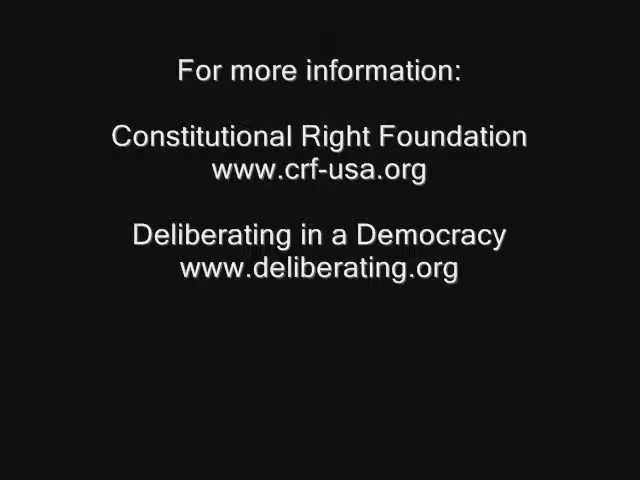 For more information:
Constitutional Right Foundation
www.crf-usa.org
Deliberating in a Democracy
www.deliberating.org